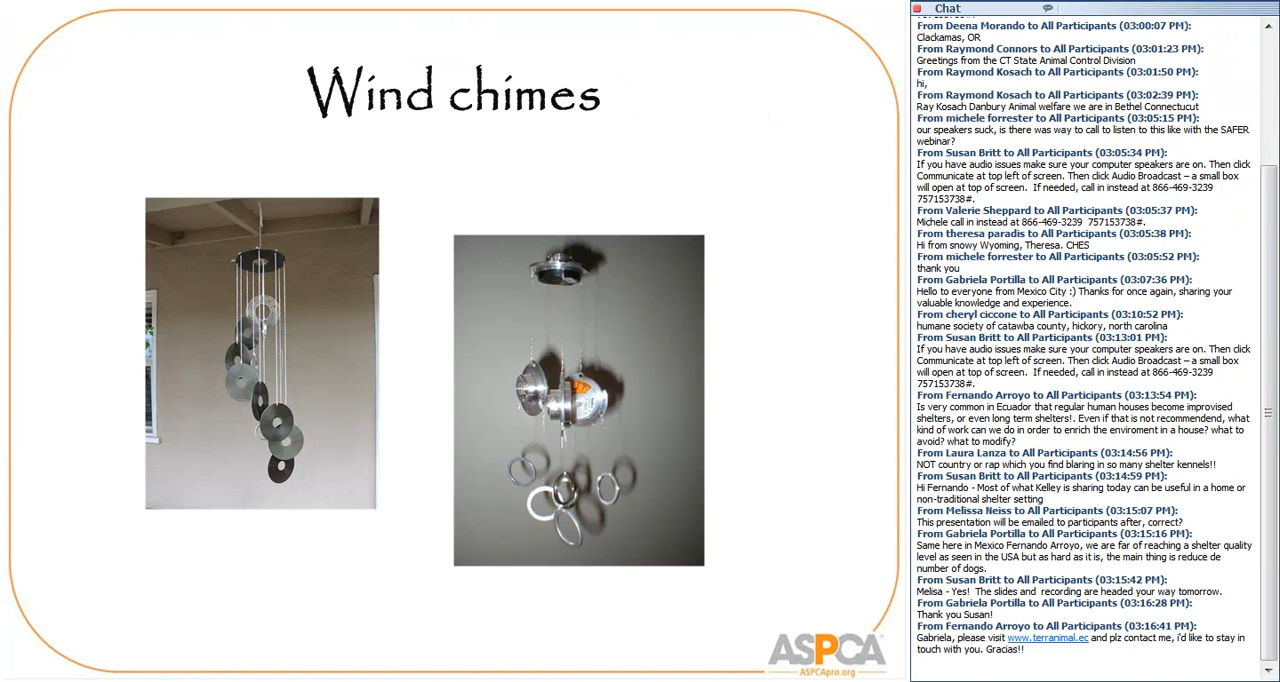 Wind chimes
ASPCA
ASPCApro.org
Chat
From Deena Morando to All Participants (03:00:07 PM):
Clackamas, OR
From Raymond Connors to All Participants (03:01:23 PM):
Greetings from the CT State Animal Control Division
From Raymond Kosach to All Participants (03:01:50 PM):
hi,
From Raymond Kosach to All Participants (03:02:39 PM):
Ray Kosach Danbury Animal welfare we are in Bethel Connectucut
From michele forrester to All Participants (03:05:15 PM):
our speakers suck, is there was way to call to listen to this like with the SAFER
webinar?
From Susan Britt to All Participants (03:05:34 PM):
If you have audio issues make sure your computer speakers are on. Then click
Communicate at top left of screen. Then click Audio Broadcast – a small box
will open at top of screen.  If needed, call in instead at 866-469-3239
757153738#.
From Valerie Sheppard to All Participants (03:05:37 PM):
Michele call in instead at 866-469-3239  757153738#.
From theresa paradis to All Participants (03:05:38 PM):
Hi from snowy Wyoming, Theresa. CHES
From michele forrester to All Participants (03:05:52 PM):
thank you
From Gabriela Portilla to All Participants (03:07:36 PM):
Hello to everyone from Mexico City :) Thanks for once again, sharing your
valuable knowledge and experience.
From cheryl ciccone to All Participants (03:10:52 PM):
humane society of catawba county, hickory, north carolina
From Susan Britt to All Participants (03:13:01 PM):
If you have audio issues make sure your computer speakers are on. Then click
Communicate at top left of screen. Then click Audio Broadcast – a small box
will open at top of screen.  If needed, call in instead at 866-469-3239
757153738#.
From Fernando Arroyo to All Participants (03:13:54 PM):
Is very common in Ecuador that regular human houses become improvised
shelters, or even long term shelters!. Even if that is not recommendend, what
kind of work can we do in order to enrich the enviroment in a house? what to
avoid? what to modify?
From Laura Lanza to All Participants (03:14:56 PM):
NOT country or rap which you find blaring in so many shelter kennels!!
From Susan Britt to All Participants (03:14:59 PM):
Hi Fernando - Most of what Kelley is sharing today can be useful in a home or
non-traditional shelter setting
From Melissa Neiss to All Participants (03:15:07 PM):
This presentation will be emailed to participants after, correct?
From Gabriela Portilla to All Participants (03:15:16 PM):
Same here in Mexico Fernando Arroyo, we are far of reaching a shelter quality
level as seen in the USA but as hard as it is, the main thing is reduce de
number of dogs.
From Susan Britt to All Participants (03:15:42 PM):
Melisa - Yes!  The slides and  recording are headed your way tomorrow.
From Gabriela Portilla to All Participants (03:16:28 PM):
Thank you Susan!
From Fernando Arroyo to All Participants (03:16:41 PM):
Gabriela, please visit www.terranimal.ec and plz contact me, i'd like to stay in
touch with you. Gracias!!